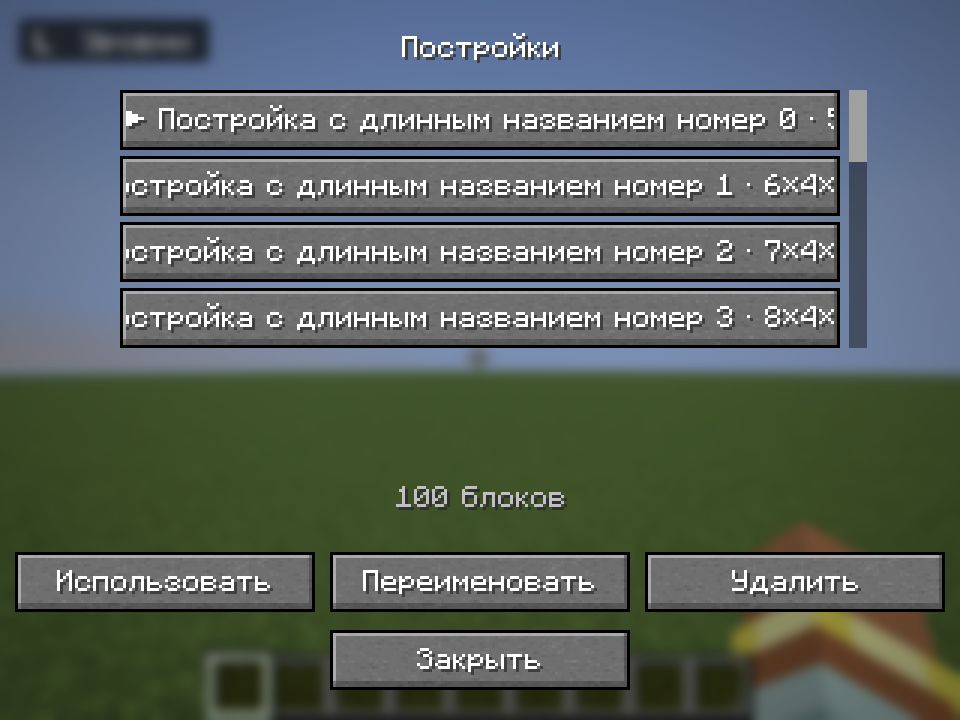 Постройки
► Постройка с длинным названием номер 0 · 5
остройка с длинным названием номер 1 · 6×4×
остройка с длинным названием номер 2 · 7×4×
остройка с длинным названием номер 3 · 8×4×
100 блоков
Использовать Переименовать Удалить
Закрыть